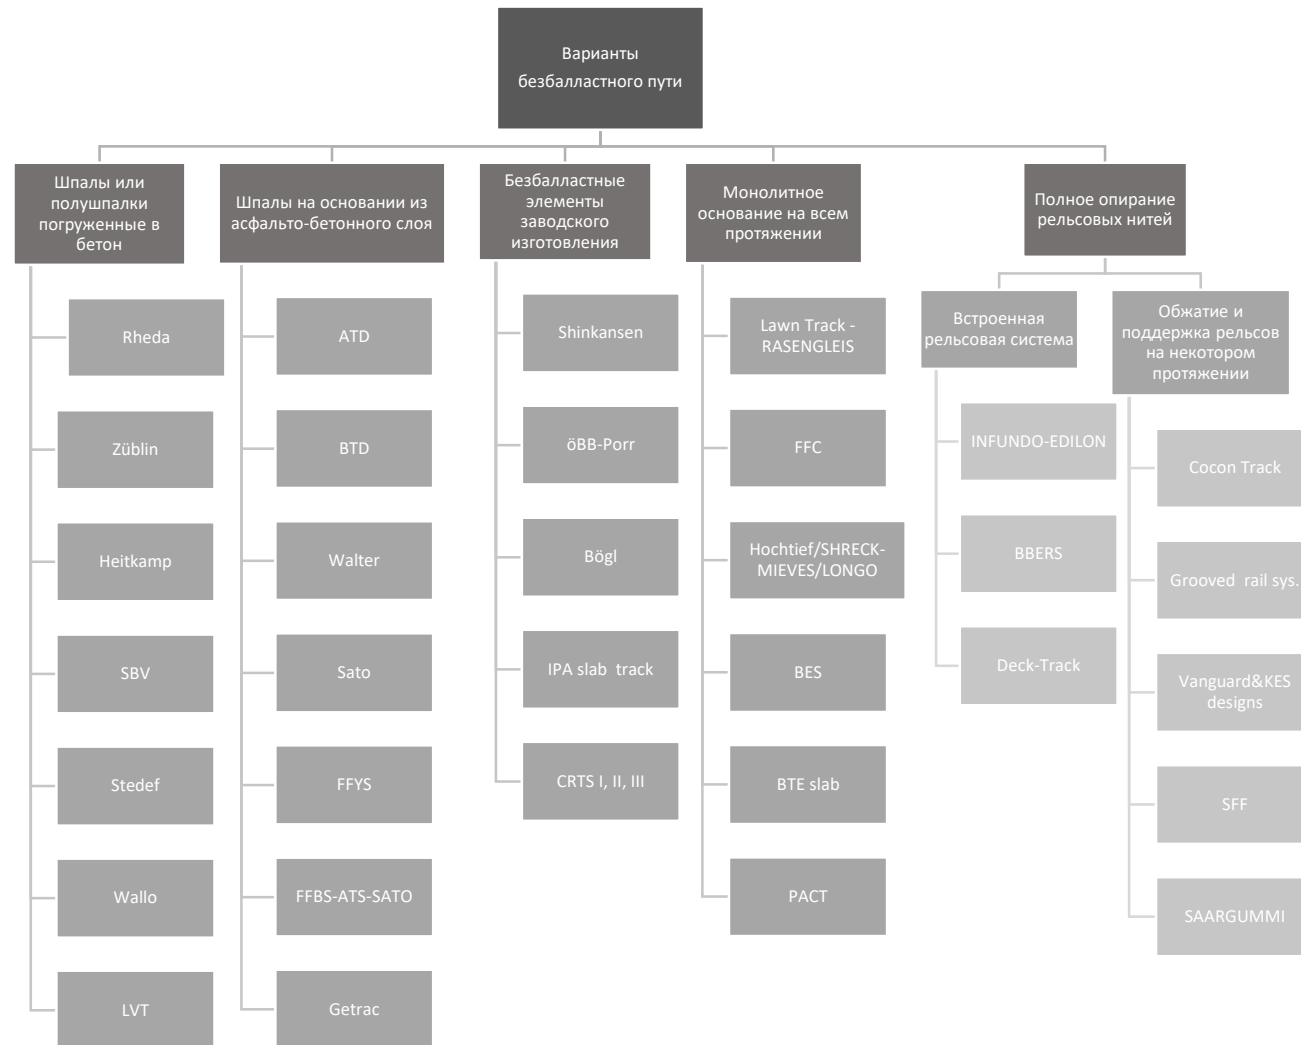 Варианты
безбалластного пути
Шпалы или
полушпалки
погруженные в
бетон
Rheda
Züblin
Heitkamp
SBV
Stedef
Wallo
LVT
Шпалы на основании из
асфальто-бетонного слоя
ATD
BTD
Walter
Sato
FFYS
FFBS-ATS-SATO
Getrac
Безбалластные
элементы
заводского
изготовления
Shinkansen
öBB-Porr
Bögl
IPA slab track
CRTS I, II, III
Монолитное
основание на всем
протяжении
Lawn Track -
RASENGLEIS
FFC
Hochtief/SHRECK-
MIEVES/LONGO
BES
BTE slab
PACT
Полное опирание
рельсовых нитей
Встроенная
рельсовая система
INFUNDO-EDILON
BBERS
Deck-Track
Обжатие и
поддержка рельсов
на некотором
протяжении
Cocon Track
Grooved rail sys.
Vanguard&KES
designs
SFF
SAARGUMMI